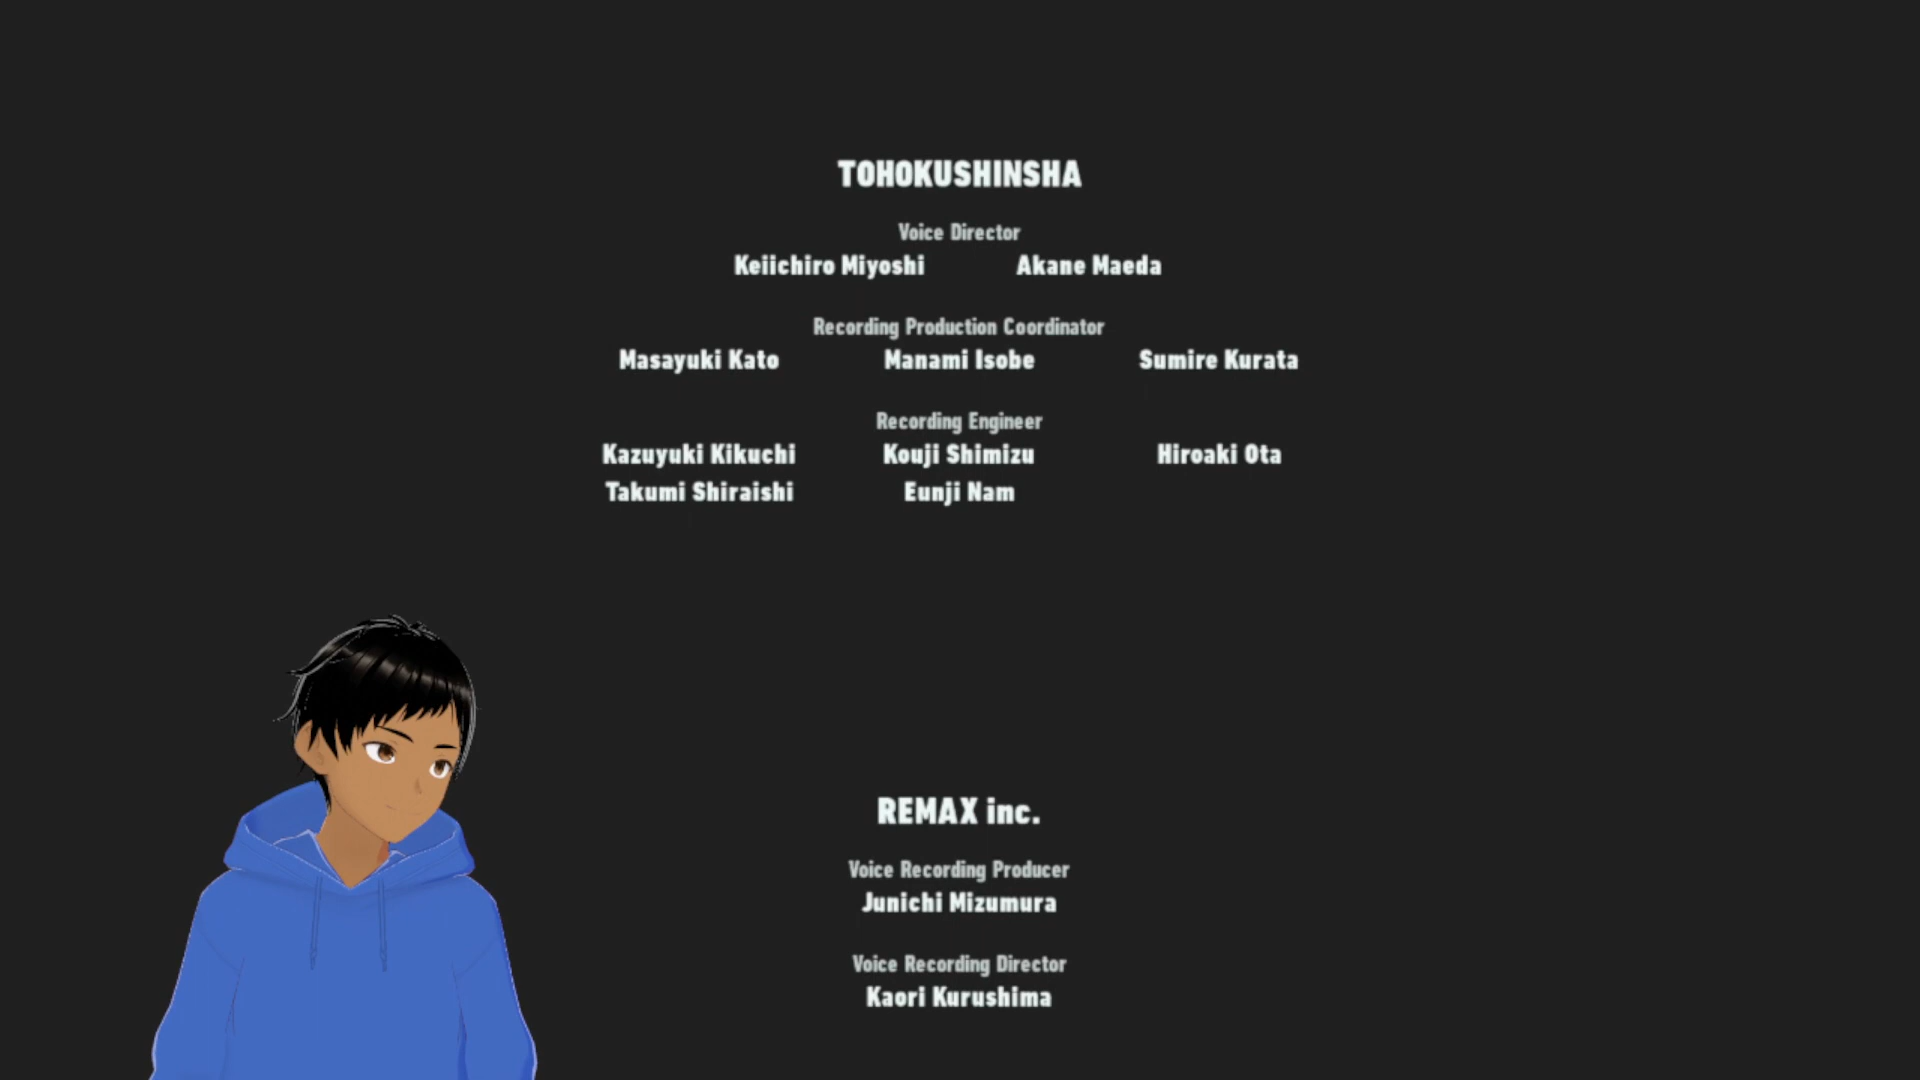 TOHOKUSHINSHA
Voice Director
Keiichiro Miyoshi Akane Maeda
Recording Production Coordinator
Masayuki Kato Manami Isobe Sumire Kurata
Recording Engineer
Kazuyuki Kikuchi Kouji Shimizu Hiroaki Ota
Takumi Shiraishi Eunji Nam
REMAX inc.
Voice Recording Producer
Junichi Mizumura
Voice Recording Director
Kaori Kurushima